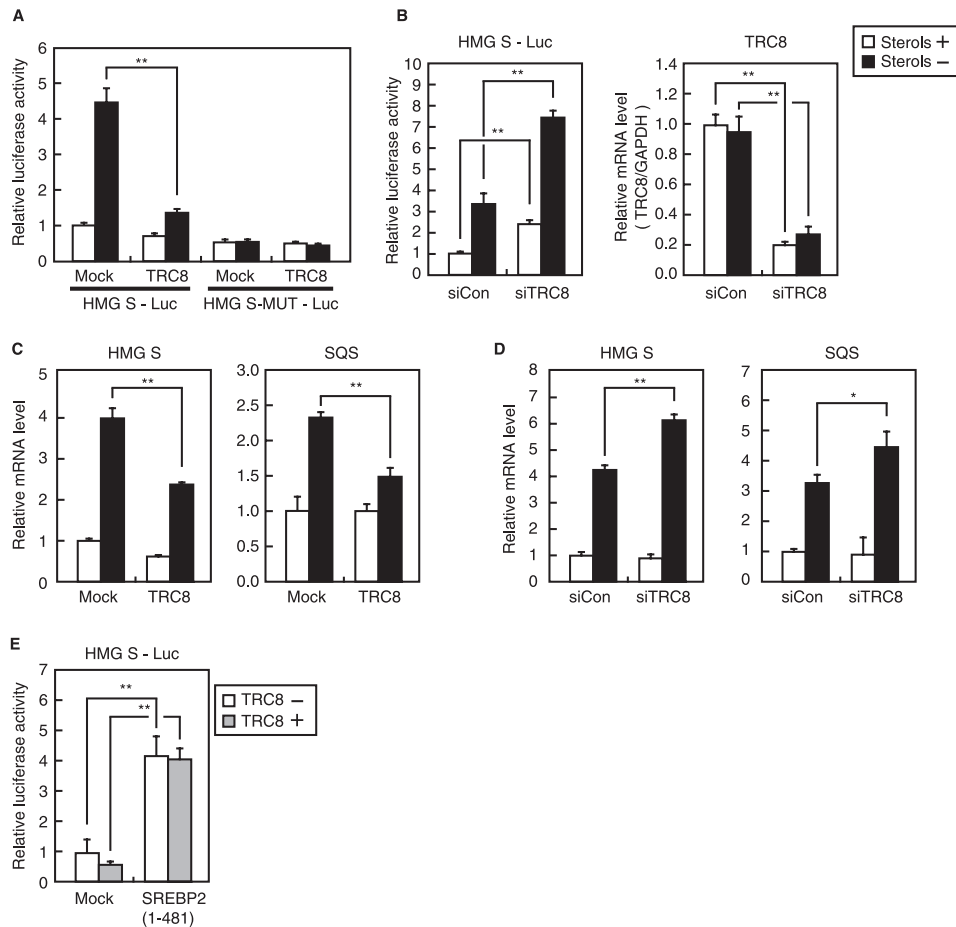 A
Relative luciferase activity
6
5
4
3
2
1
0
**
Mock TRC8 Mock TRC8
HMG S - Luc HMG S-MUT - Luc
B
HMG S - Luc
Relative luciferase activity
10
9
8
7
6
5
4
3
2
1
0
**
**
siCon siTRC8
TRC8
Relative mRNA level
( TRC8/GAPDH )
1.4
1.2
1.0
0.8
0.6
0.4
0.2
0.0
**
**
siCon siTRC8
Sterols +
Sterols −
C
HMG S
Relative mRNA level
5
4
3
2
1
0
**
Mock TRC8
SQS
3.0
2.5
2.0
1.5
1.0
0.5
0.0
**
Mock TRC8
D
HMG S
Relative mRNA level
8
7
6
5
4
3
2
1
0
**
siCon siTRC8
SQS
7
6
5
4
3
2
1
0
*
siCon siTRC8
E
HMG S - Luc
Relative luciferase activity
7
6
5
4
3
2
1
0
**
**
Mock SREBP2
(1-481)
TRC8 −
TRC8 +